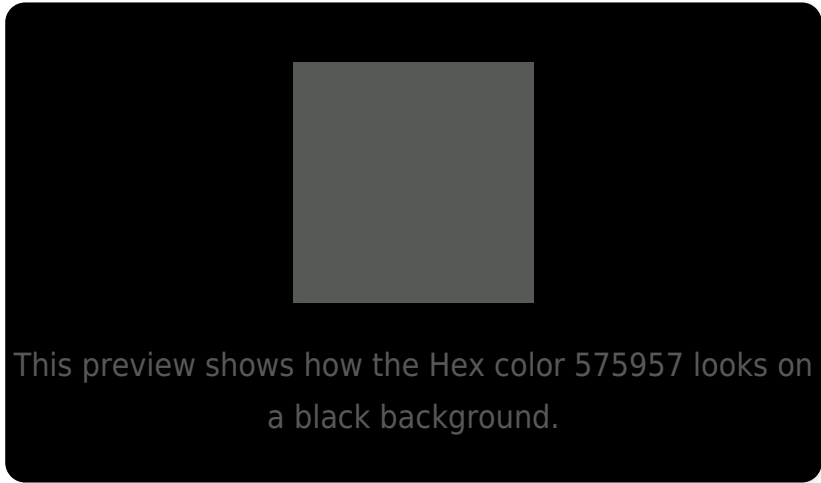 This preview shows how the Hex color 575957 looks on
a black background.